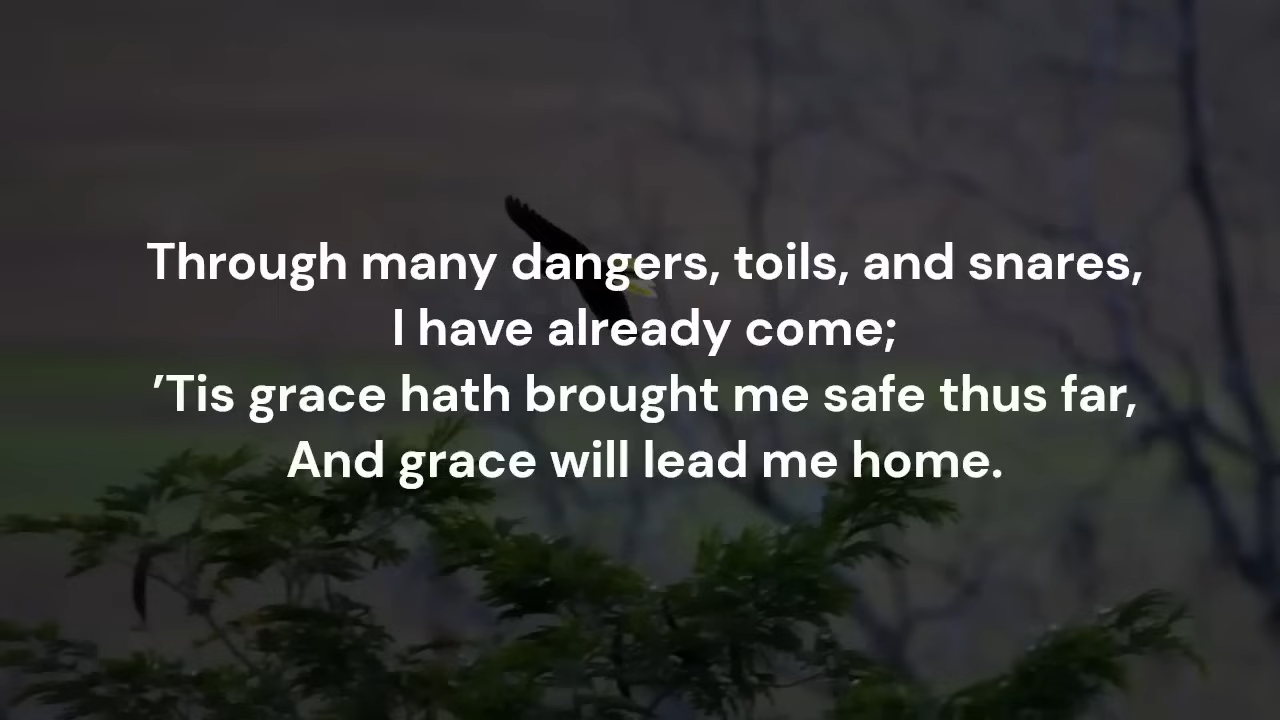 Through many dangers, toils, and snares,
I have already come;
’Tis grace hath brought me safe thus far,
And grace will lead me home.